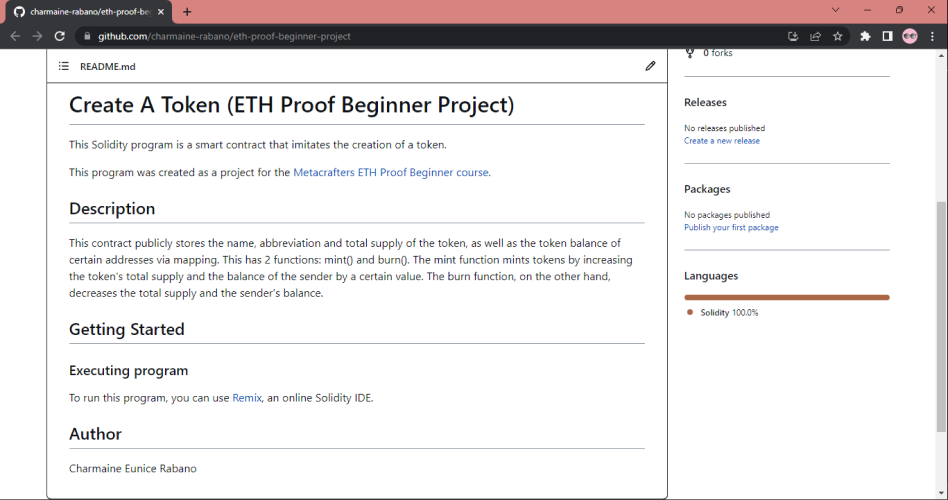 charmaine-rabano/eth-proof-be
github.com/charmaine-rabano/eth-proof-beginner-project
README.md
Create A Token (ETH Proof Beginner Project)
This Solidity program is a smart contract that imitates the creation of a token.
This program was created as a project for the Metacrafters ETH Proof Beginner course.
Description
This contract publicly stores the name, abbreviation and total supply of the token, as well as the token balance of
certain addresses via mapping. This has 2 functions: mint() and burn(). The mint function mints tokens by increasing
the token's total supply and the balance of the sender by a certain value. The burn function, on the other hand,
decreases the total supply and the sender's balance.
Getting Started
Executing program
To run this program, you can use Remix, an online Solidity IDE.
Author
Charmaine Eunice Rabano
0 forks
Releases
No releases published
Create a new release
Packages
No packages published
Publish your first package
Languages
Solidity 100.0%